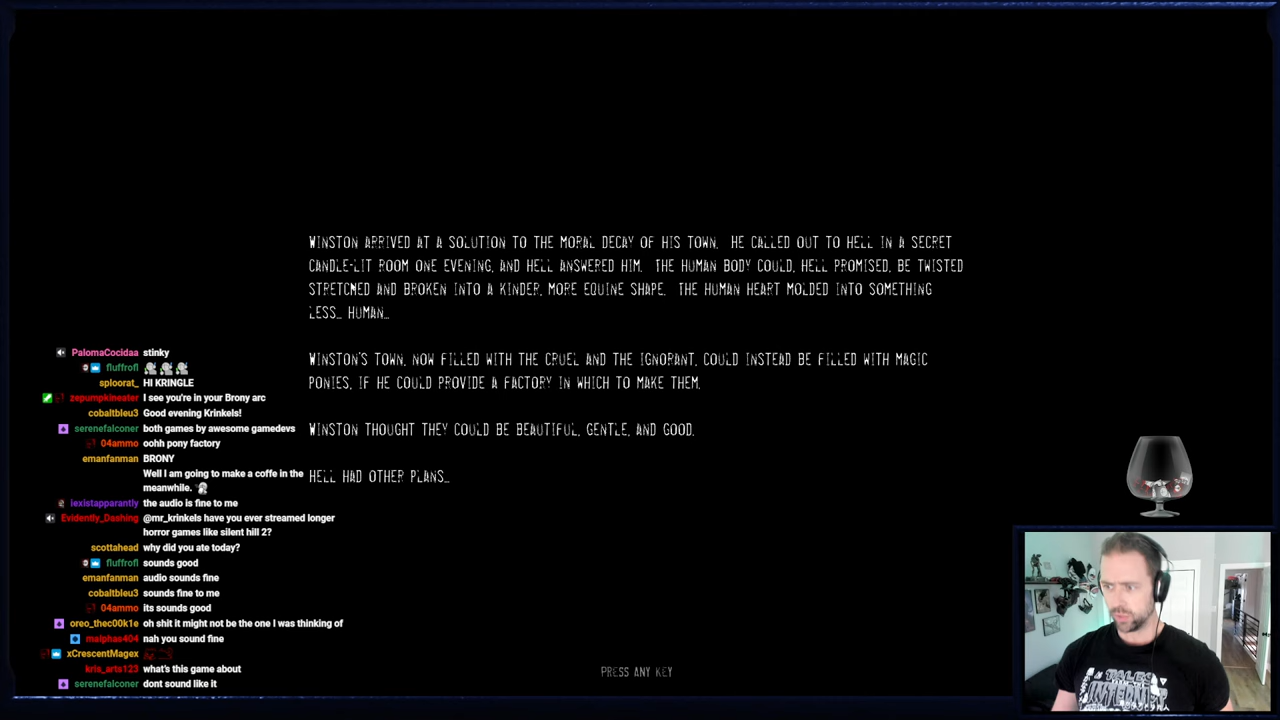 WINSTON ARRIVED AT A SOLUTION TO THE MORAL DECAY OF HIS TOWN. HE CALLED OUT TO HELL IN A SECRET
CANDLE-LIT ROOM ONE EVENING, AND HELL ANSWERED HIM. THE HUMAN BODY COULD, HELL PROMISED, BE TWISTED
STRETCHED AND BROKEN INTO A KINDER, MORE EQUINE SHAPE. THE HUMAN HEART MOLDED INTO SOMETHING
LESS... HUMAN...
WINSTON'S TOWN, NOW FILLED WITH THE CRUEL AND THE IGNORANT, COULD INSTEAD BE FILLED WITH MAGIC
PONIES, IF HE COULD PROVIDE A FACTORY IN WHICH TO MAKE THEM.
WINSTON THOUGHT THEY COULD BE BEAUTIFUL, GENTLE, AND GOOD.
HELL HAD OTHER PLANS...
PRESS ANY KEY
PalomaCocidaa stinky
fluffrofl
sploorat_ HI KRINGLE
zepumpkineater I see you're in your Brony arc
cobaltbleu3 Good evening Krinkels!
serenefalconer both games by awesome gamedevs
04ammo oohh pony factory
emanfanman BRONY
Well I am going to make a coffe in the
meanwhile.
iexistapparantly the audio is fine to me
Evidently_Dashing @mr_krinkels have you ever streamed longer
horror games like silent hill 2?
scottahead why did you ate today?
fluffrofl sounds good
emanfanman audio sounds fine
cobaltbleu3 sounds fine to me
04ammo its sounds good
oreo_thec00k1e oh shit it might not be the one I was thinking of
malphas404 nah you sound fine
xCrescentMagex
kris_arts123 what's this game about
serenefalconer dont sound like it
INTERNET